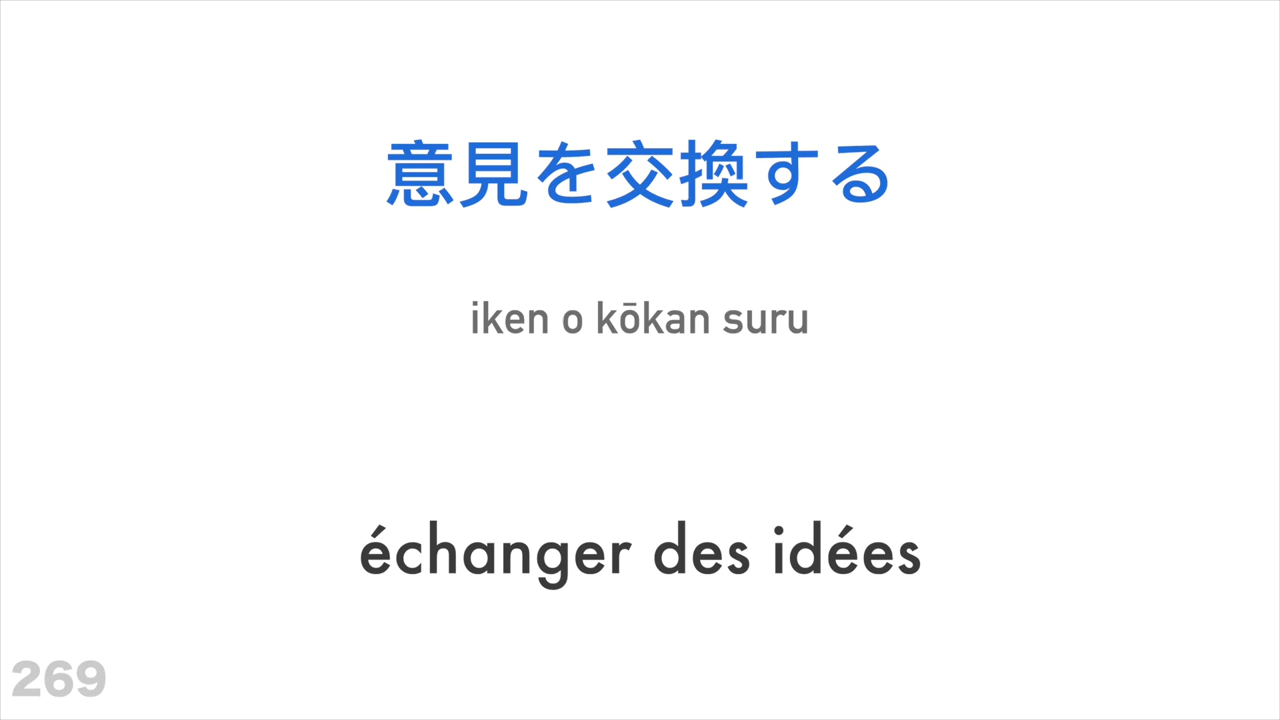 意見を交換する
iken o kōkan suru
échanger des idées
269